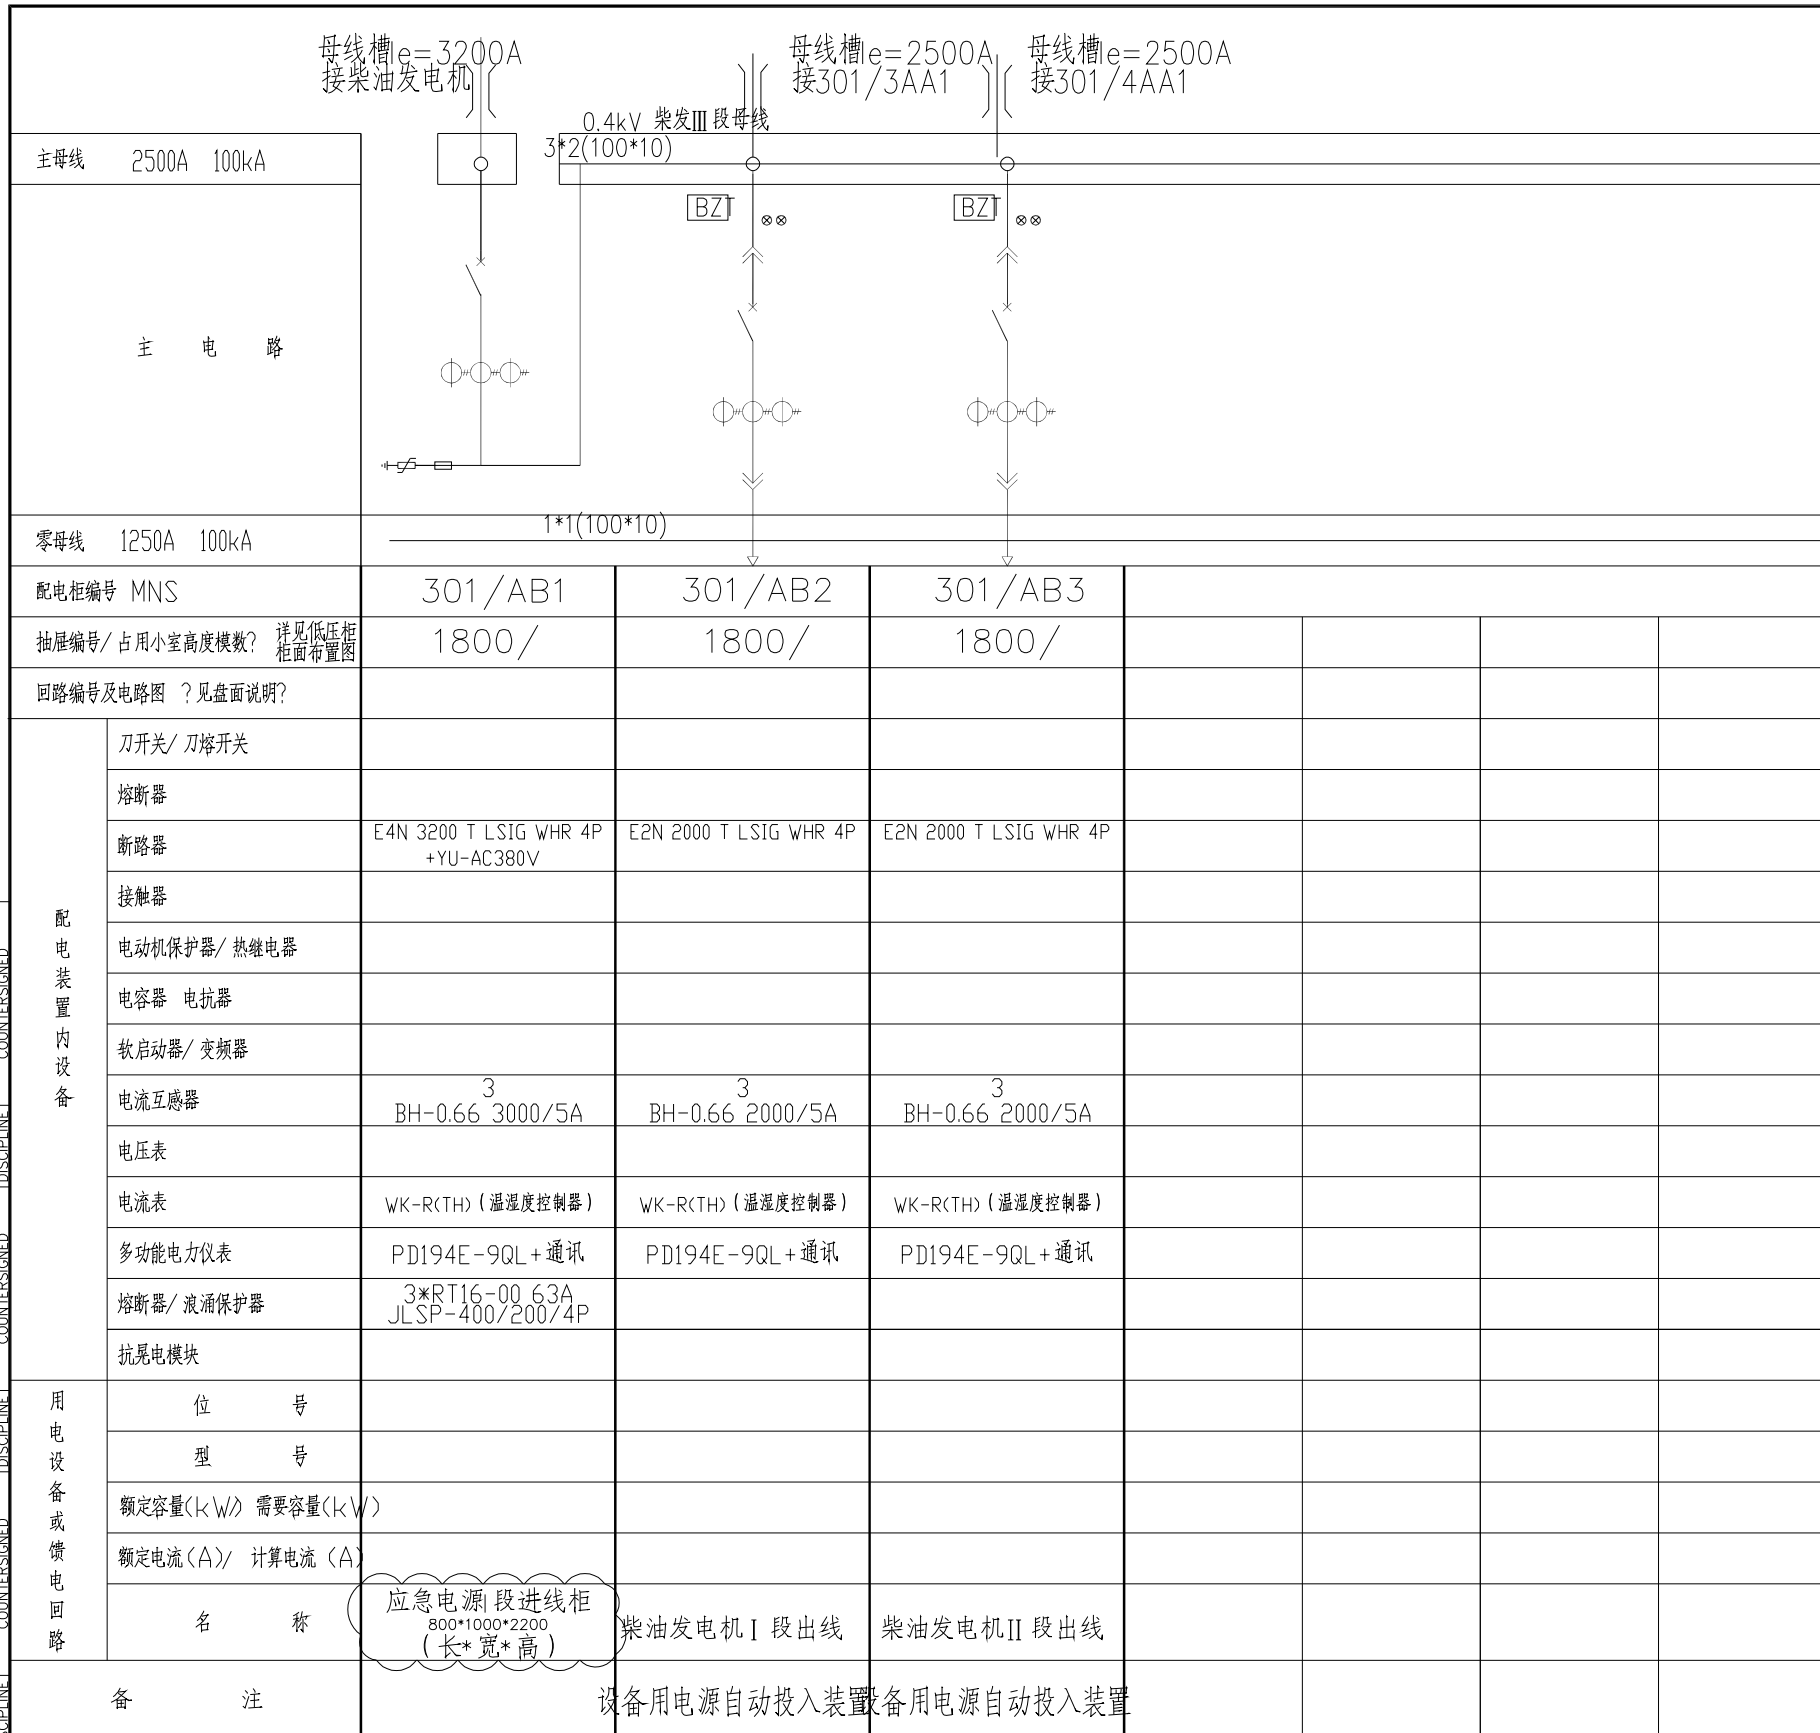 母线槽Ie=3200A
接柴油发电机
母线槽Ie=2500A
接301/3AA1
母线槽Ie=2500A
接301/4AA1
0.4kV 柴发III段母线
3*2(100*10)
主母线 2500A 100kA
BZT
BZT
主 电 路
1*1(100*10)
零母线 1250A 100kA
配电柜编号 MNS 301/AB1 301/AB2 301/AB3
抽屉编号/占用小室高度模数? 详见低压柜
柜面布置图
1800/ 1800/ 1800/
回路编号及电路图 ?见盘面说明?
配电装置内设备
刀开关/刀熔开关
熔断器
断路器
E4N 3200 T LSIG WHR 4P
+YU-AC380V
E2N 2000 T LSIG WHR 4P
E2N 2000 T LSIG WHR 4P
接触器
电动机保护器/热继电器
电容器 电抗器
软启动器/变频器
电流互感器
3
BH-0.66 3000/5A
3
BH-0.66 2000/5A
3
BH-0.66 2000/5A
电压表
电流表 WK-R(TH)(温湿度控制器) WK-R(TH)(温湿度控制器) WK-R(TH)(温湿度控制器)
多功能电力仪表 PD194E-9QL+通讯 PD194E-9QL+通讯 PD194E-9QL+通讯
熔断器/浪涌保护器
3*RT16-00 63A
JLSP-400/200/4P
抗晃电模块
用电设备或馈电回路
位 号
型 号
额定容量(kW) 需要容量(kW)
额定电流(A)/ 计算电流(A)
名 称
应急电源I段进线柜
800*1000*2200
(长*宽*高)
柴油发电机I段出线
柴油发电机II段出线
备 注
设备用电源自动投入装置
设备用电源自动投入装置
COUNTERSIGNED
DISCIPLINE
COUNTERSIGNED
DISCIPLINE
COUNTERSIGNED